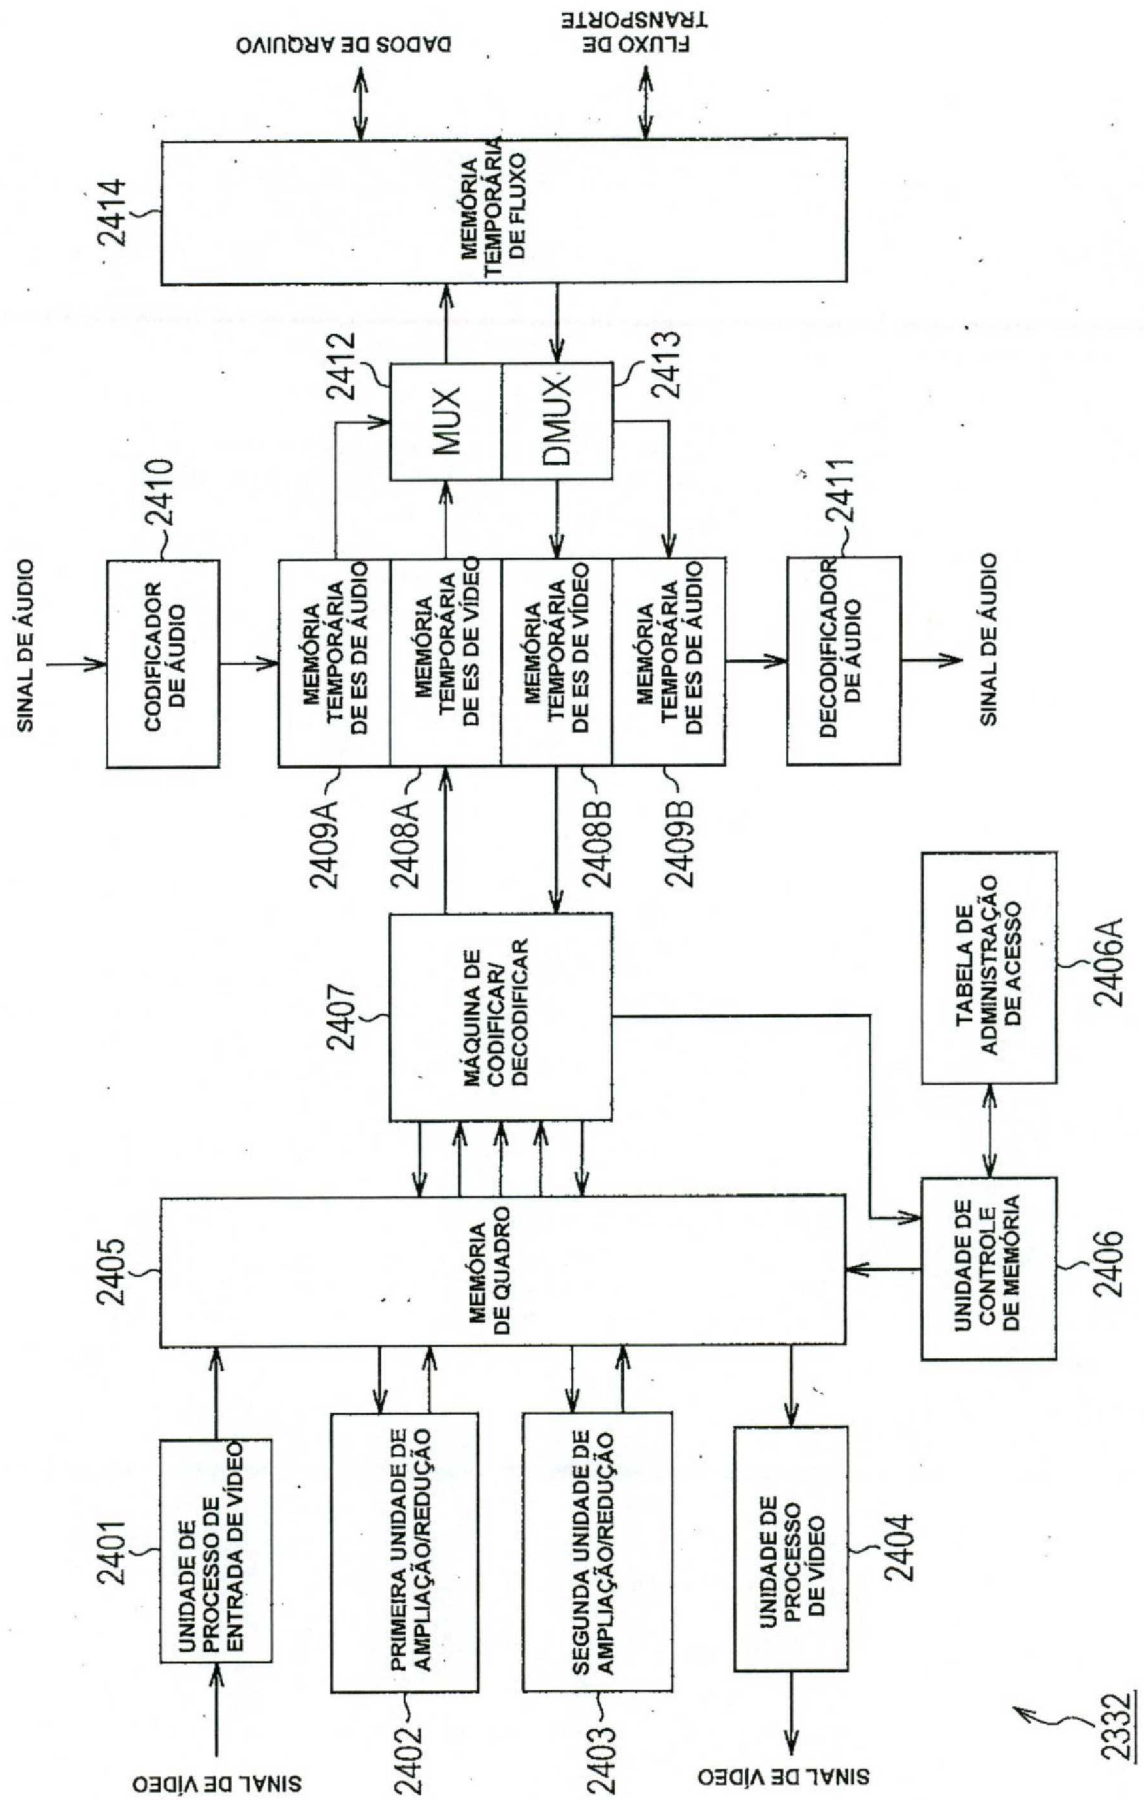 SINAL DE VÍDEO
2401
UNIDADE DE
PROCESSO DE
ENTRADA DE VÍDEO
2402
PRIMEIRA UNIDADE DE
AMPLIAÇÃO/REDUÇÃO
2403
SEGUNDA UNIDADE DE
AMPLIAÇÃO/REDUÇÃO
2404
UNIDADE DE
PROCESSO
DE VÍDEO
SINAL DE VÍDEO
2405
MEMÓRIA
DE QUADRO
2406
UNIDADE DE
CONTROLE
DE MEMÓRIA
2406A
TABELA DE
ADMINISTRAÇÃO
DE ACESSO
2407
MÁQUINA DE
CODIFICAR/
DECODIFICAR
SINAL DE ÁUDIO
2410
CODIFICADOR
DE ÁUDIO
2409A
MEMÓRIA
TEMPORÁRIA
DE ES DE ÁUDIO
2408A
MEMÓRIA
TEMPORÁRIA
DE ES DE VÍDEO
2408B
MEMÓRIA
TEMPORÁRIA
DE ES DE VÍDEO
2409B
MEMÓRIA
TEMPORÁRIA
DE ES DE ÁUDIO
2411
DECODIFICADOR
DE ÁUDIO
SINAL DE ÁUDIO
2412
MUX
DMUX
2413
2414
MEMÓRIA
TEMPORÁRIA
DE FLUXO
DADOS DE ARQUIVO
FLUXO DE
TRANSPORTE
2332